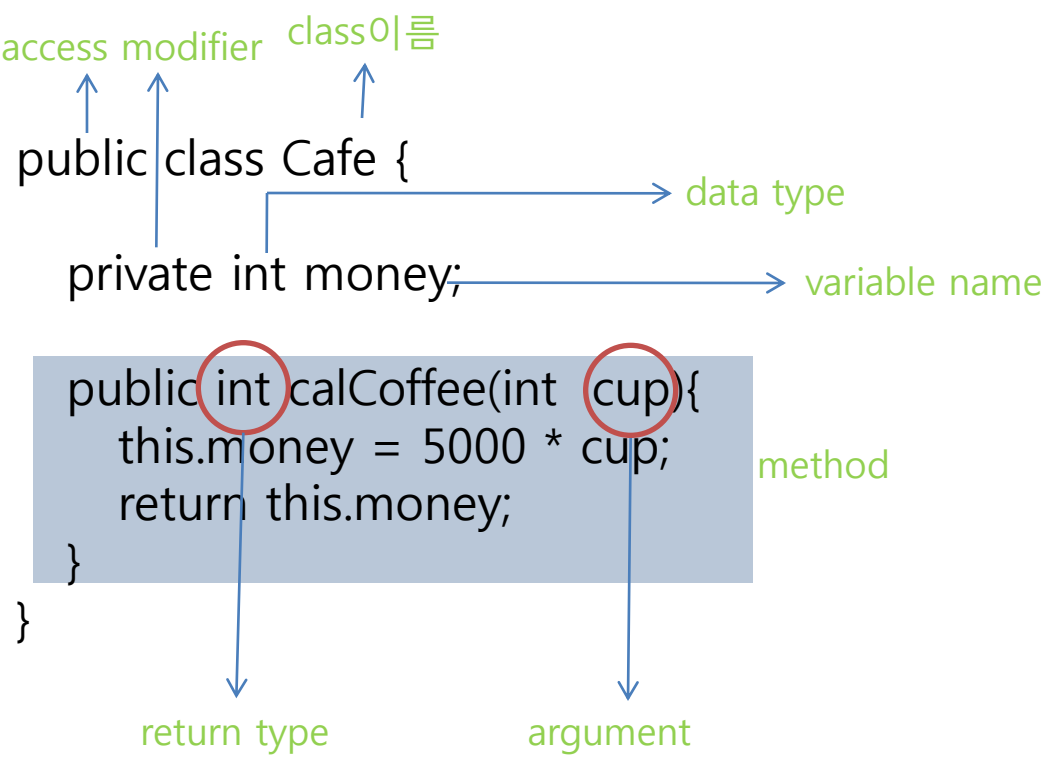 access modifier
class이름
public class Cafe {
data type
private int money;
variable name
public int calCoffee(int cup){
this.money = 5000 * cup;
return this.money;
method
}
}
return type
argument